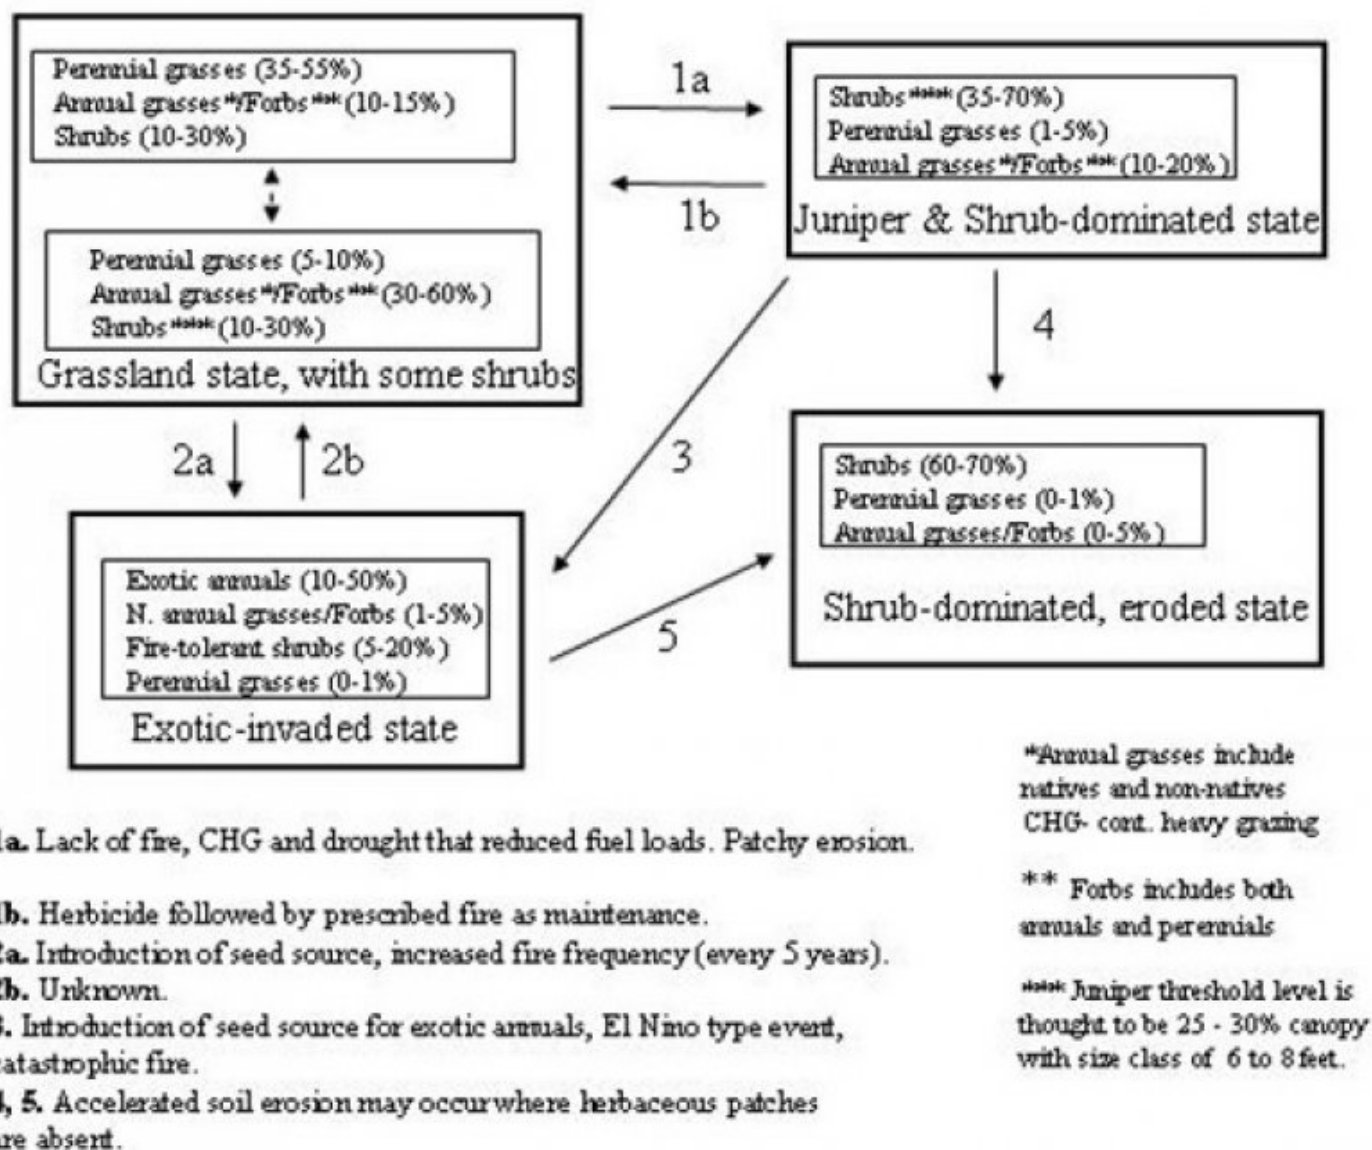 Perennial grasses (35-55%)
Annual grasses*/Forbs*** (10-15%)
Shrubs (10-30%)
Perennial grasses (5-10%)
Annual grasses*/Forbs*** (30-60%)
Shrubs**** (10-30%)
Grassland state, with some shrubs
1a
1b
Shrubs**** (35-70%)
Perennial grasses (1-5%)
Annual grasses*/Forbs*** (10-20%)
Juniper & Shrub-dominated state
2a
2b
3
4
5
Exotic annuals (10-50%)
N. annual grasses/Forbs (1-5%)
Fire-tolerant shrubs (5-20%)
Perennial grasses (0-1%)
Exotic-invaded state
Shrubs (60-70%)
Perennial grasses (0-1%)
Annual grasses/Forbs (0-5%)
Shrub-dominated, eroded state
1a. Lack of fire, CHG and drought that reduced fuel loads. Patchy erosion.
1b. Herbicide followed by prescribed fire as maintenance.
2a. Introduction of seed source, increased fire frequency (every 5 years).
2b. Unknown.
3. Introduction of seed source for exotic annuals, El Nino type event,
catastrophic fire.
4, 5. Accelerated soil erosion may occur where herbaceous patches
are absent.
*Annual grasses include
natives and non-natives
CHG- cont. heavy grazing
** Forbs includes both
annuals and perennials
**** Juniper threshold level is
thought to be 25 - 30% canopy
with size class of 6 to 8 feet.